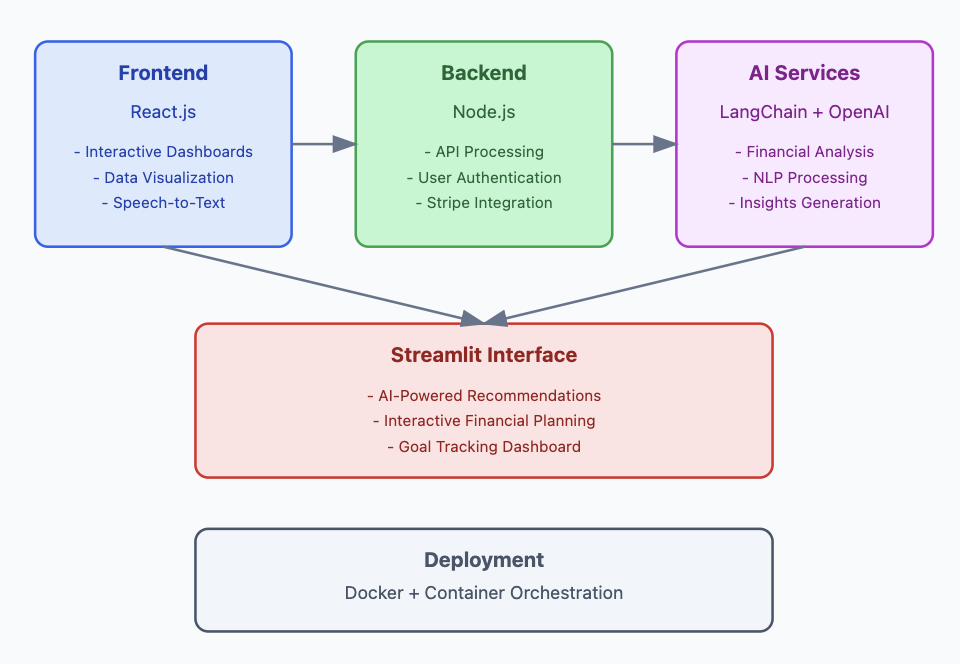 Frontend
React.js
- Interactive Dashboards
- Data Visualization
- Speech-to-Text
Backend
Node.js
- API Processing
- User Authentication
- Stripe Integration
AI Services
LangChain + OpenAI
- Financial Analysis
- NLP Processing
- Insights Generation
Streamlit Interface
- AI-Powered Recommendations
- Interactive Financial Planning
- Goal Tracking Dashboard
Deployment
Docker + Container Orchestration